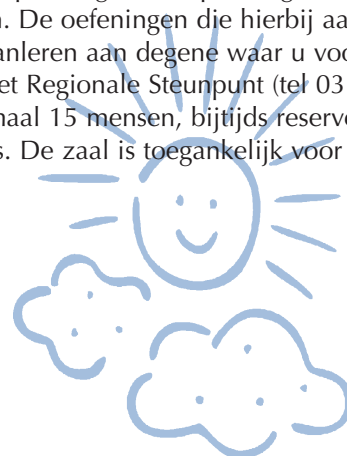 n. De oefeningen die hierbij aa
anleren aan degene waar u voo
et Regionale Steunpunt (tel 03
naal 15 mensen, bijtijds reserve
s. De zaal is toegankelijk voor